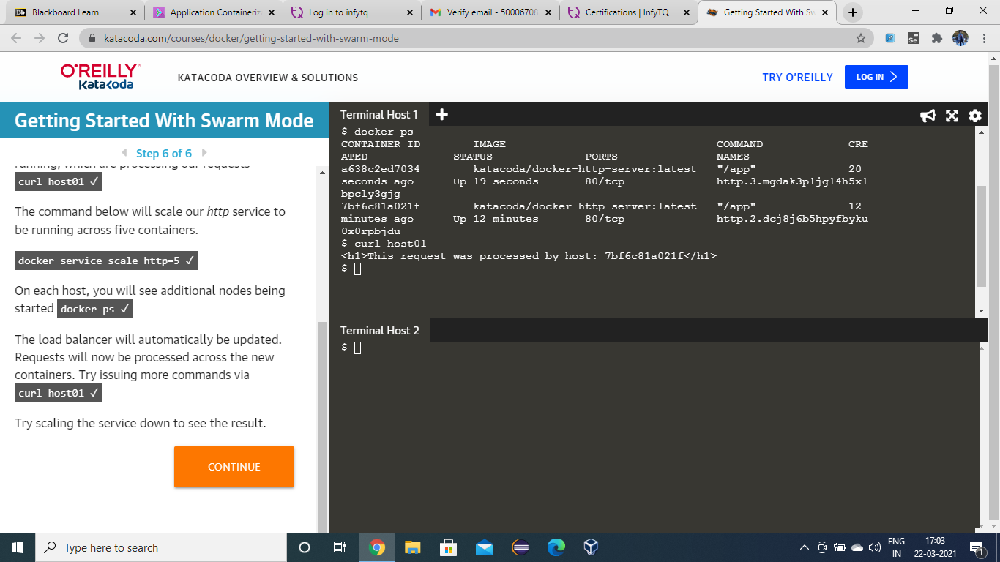 Blackboard Learn
Application Containeriz
Log in to infytq
Verify email - 50006708
Certifications | InfyTQ
Getting Started With Sw
katacoda.com/courses/docker/getting-started-with-swarm-mode
O'REILLY
Katacoda
KATACODA OVERVIEW & SOLUTIONS
TRY O'REILLY
LOG IN
Getting Started With Swarm Mode
Step 6 of 6
running, which are processing our requests
curl host01 ✓
The command below will scale our http service to
be running across five containers.
docker service scale http=5 ✓
On each host, you will see additional nodes being
started docker ps ✓
The load balancer will automatically be updated.
Requests will now be processed across the new
containers. Try issuing more commands via
curl host01 ✓
Try scaling the service down to see the result.
CONTINUE
Terminal Host 1
$ docker ps
CONTAINER ID IMAGE COMMAND CRE
ATED STATUS PORTS NAMES
a638c2ed7034 katacoda/docker-http-server:latest "/app" 20
seconds ago Up 19 seconds 80/tcp http.3.mgdak3p1jg14h5x1
bpcly3gjg
7bf6c81a021f katacoda/docker-http-server:latest "/app" 12
minutes ago Up 12 minutes 80/tcp http.2.dcj8j6b5hpyfbyku
0x0rpbjdu
$ curl host01
<h1>This request was processed by host: 7bf6c81a021f</h1>
$
Terminal Host 2
$
Type here to search
ENG
IN
17:03
22-03-2021
1